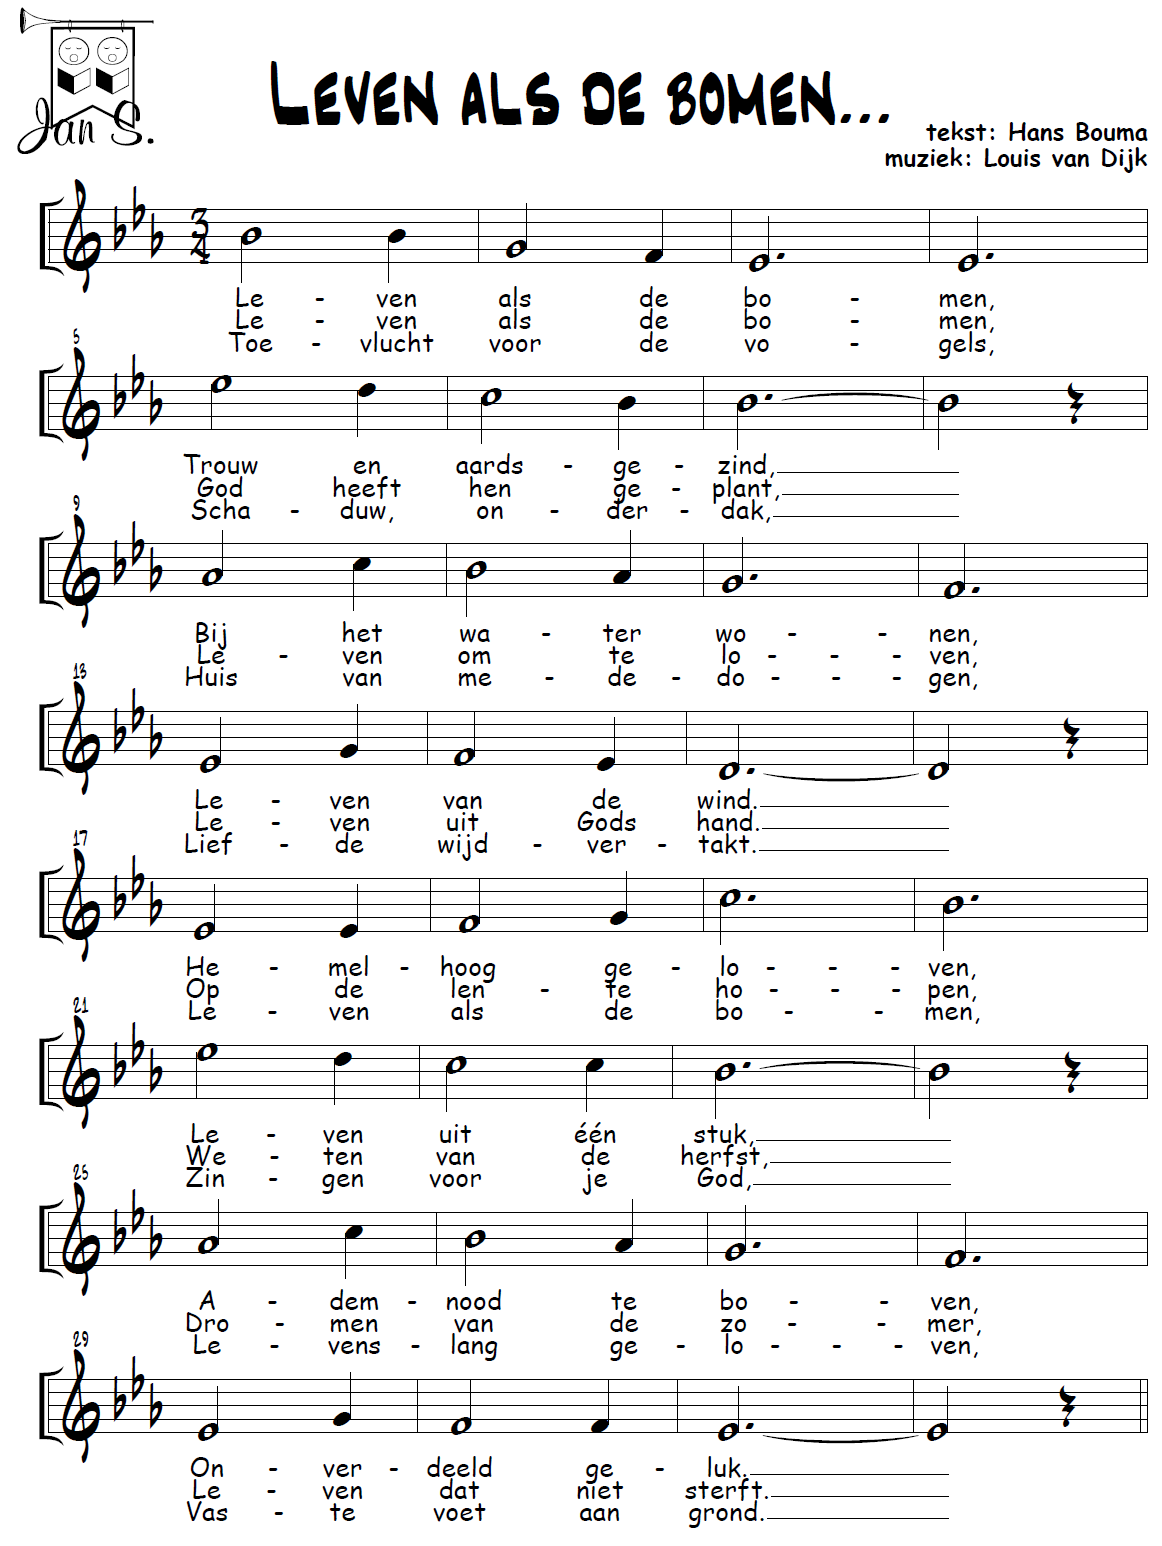 Jan S.
Leven als de bomen...
tekst: Hans Bouma
muziek: Louis van Dijk
3
4
Le - ven als de bo - men,
Le - ven als de bo - men,
Toe - vlucht voor de vo - gels,
5
Trouw en aards - ge - zind,
God heeft hen ge - plant,
Scha - duw, on - der - dak,
9
Bij het wa - ter wo - - nen,
Le - ven om te lo - - - ven,
Huis van me - de - do - - - gen,
13
Le - ven van de wind.
Le - ven uit Gods hand.
Lief - de wijd - ver - takt.
17
He - mel - hoog ge - lo - - - ven,
Op de len - te ho - - - pen,
Le - ven als de bo - - men,
21
Le - ven uit één stuk,
We - ten van de herfst,
Zin - gen voor je God,
25
A - dem - nood te bo - - ven,
Dro - men van de zo - - mer,
Le - vens - lang ge - lo - - - ven,
29
On - ver - deeld ge - luk.
Le - ven dat niet sterft.
Vas - te voet aan grond.